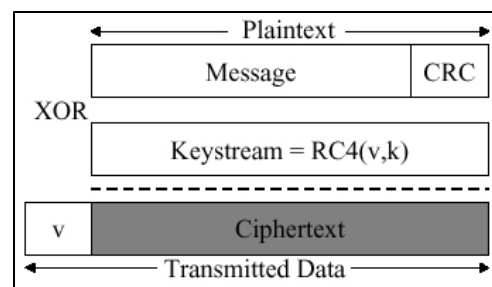 Plaintext
Message CRC
XOR
Keystream = RC4(v,k)
v Ciphertext
Transmitted Data